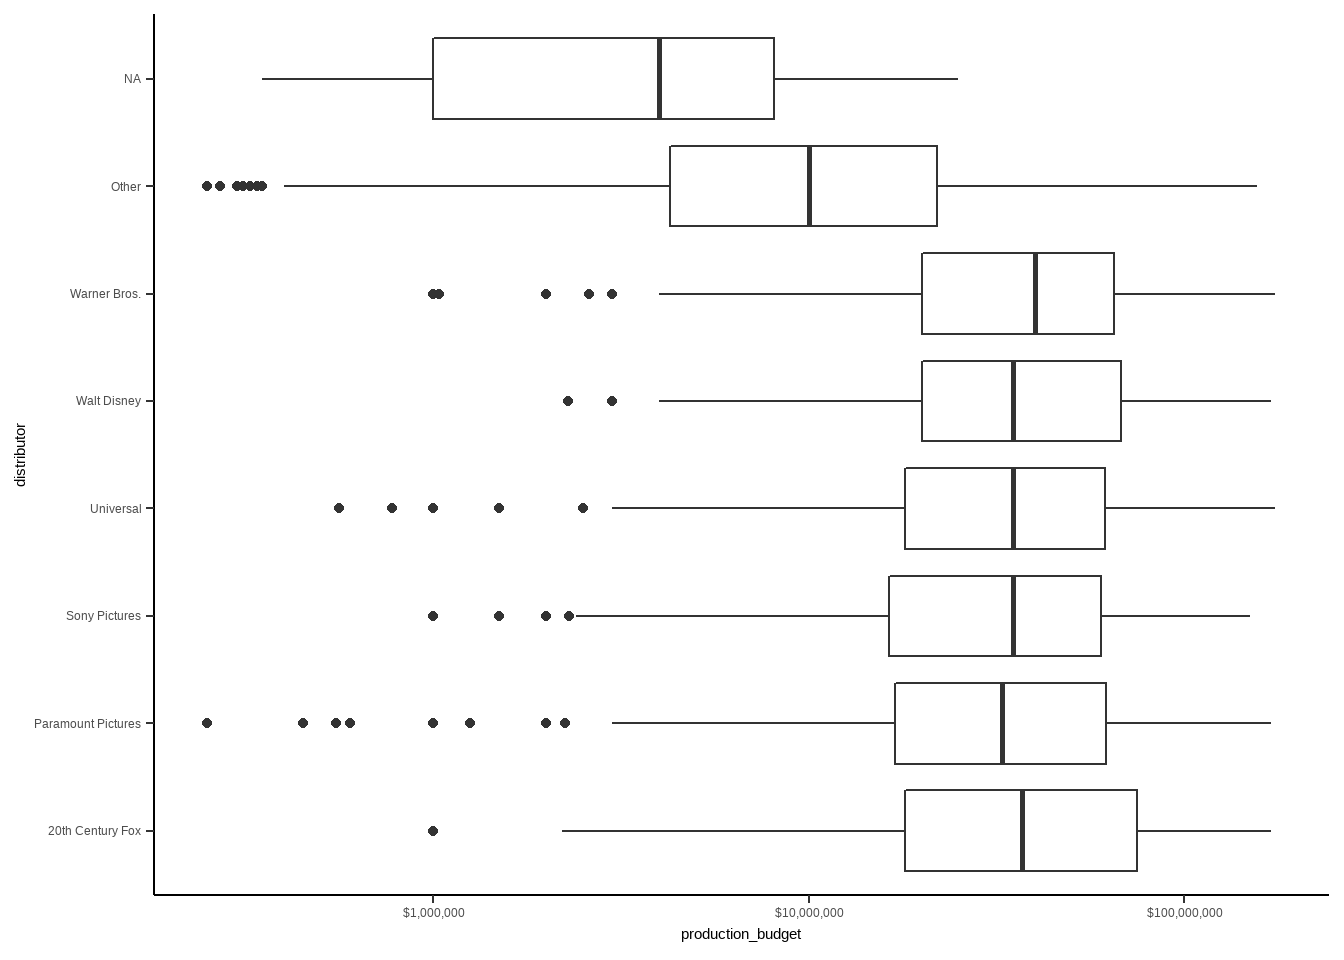 NA
Other
Warner Bros.
Walt Disney
Universal
Sony Pictures
Paramount Pictures
20th Century Fox
distributor
$1,000,000
$10,000,000
$100,000,000
production_budget